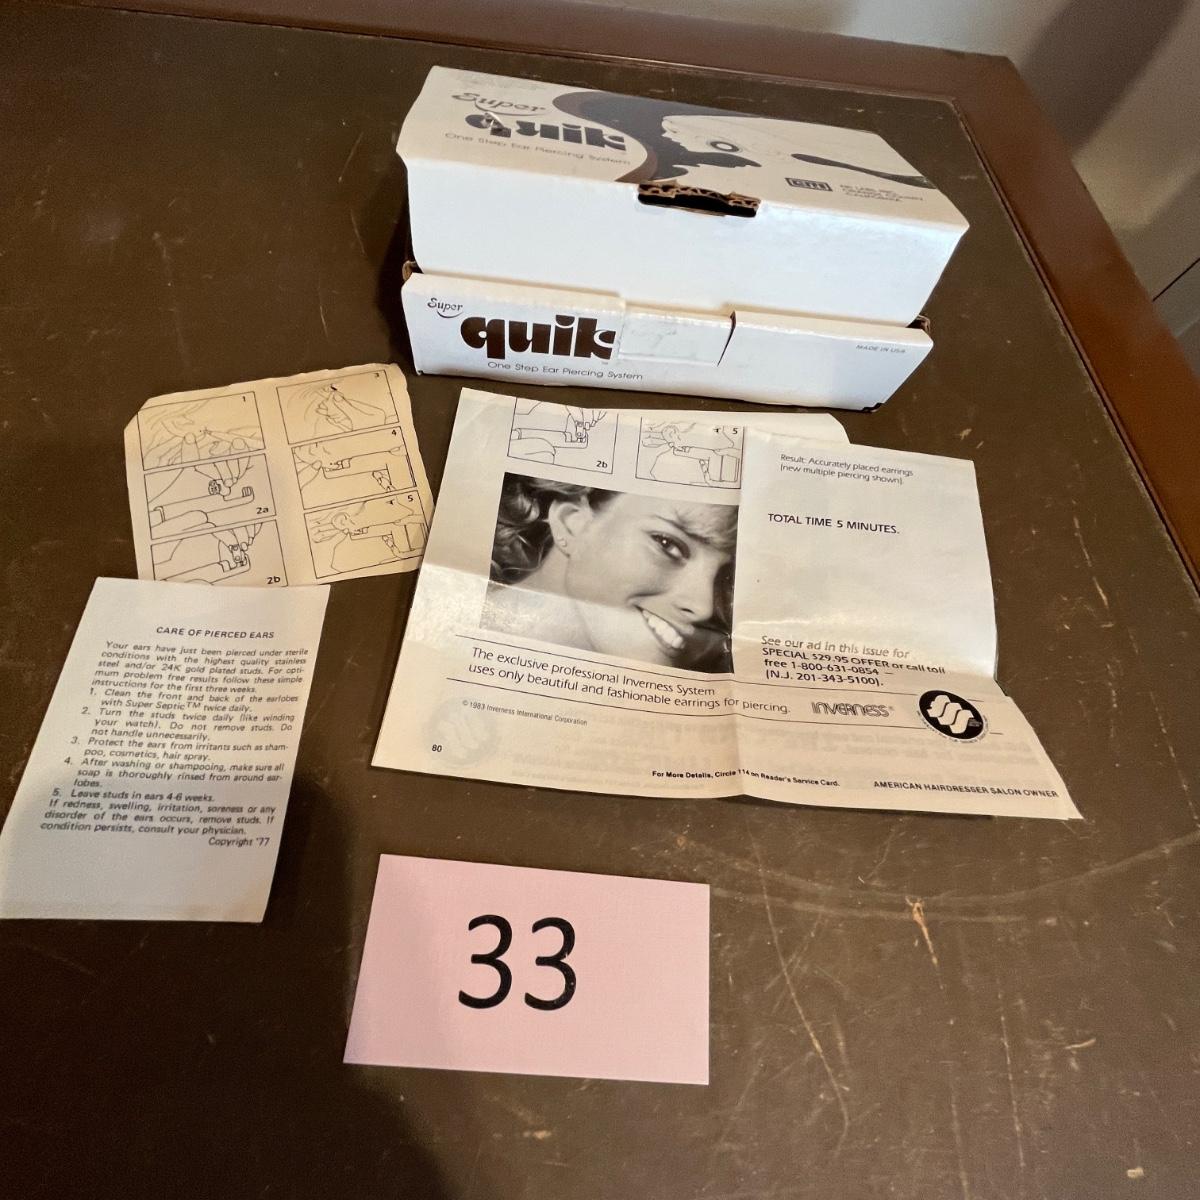 Super
quik
One Step Ear Piercing System
Super
quik
One Step Ear Piercing System
MADE IN USA
1
2a
2b
3
4
5
2b
5
Result: Accurately placed earrings
(new multiple piercing shown).
TOTAL TIME 5 MINUTES.
See our ad in this issue for
SPECIAL $29.95 OFFER or call toll
free 1-800-631-0854
(N.J. 201-343-5100).
The exclusive professional Inverness System
uses only beautiful and fashionable earrings for piercing.
INVERNESS®
© 1983 Inverness International Corporation
80
For More Details, Circle 114 on Reader's Service Card.
AMERICAN HAIRDRESSER SALON OWNER
CARE OF PIERCED EARS
Your ears have just been pierced under sterile
conditions with the highest quality stainless
steel and/or 24K gold plated studs. For opti-
mum problem free results follow these simple
instructions for the first three weeks.
1. Clean the front and back of the earlobes
with Super Septic™ twice daily.
2. Turn the studs twice daily (like winding
your watch). Do not remove studs. Do
not handle unnecessarily.
3. Protect the ears from irritants such as sham-
poo, cosmetics, hair spray.
4. After washing or shampooing, make sure all
soap is thoroughly rinsed from around ear-
lobes.
5. Leave studs in ears 4-6 weeks.
If redness, swelling, irritation, soreness or any
disorder of the ears occurs, remove studs. If
condition persists, consult your physician.
Copyright '77
33